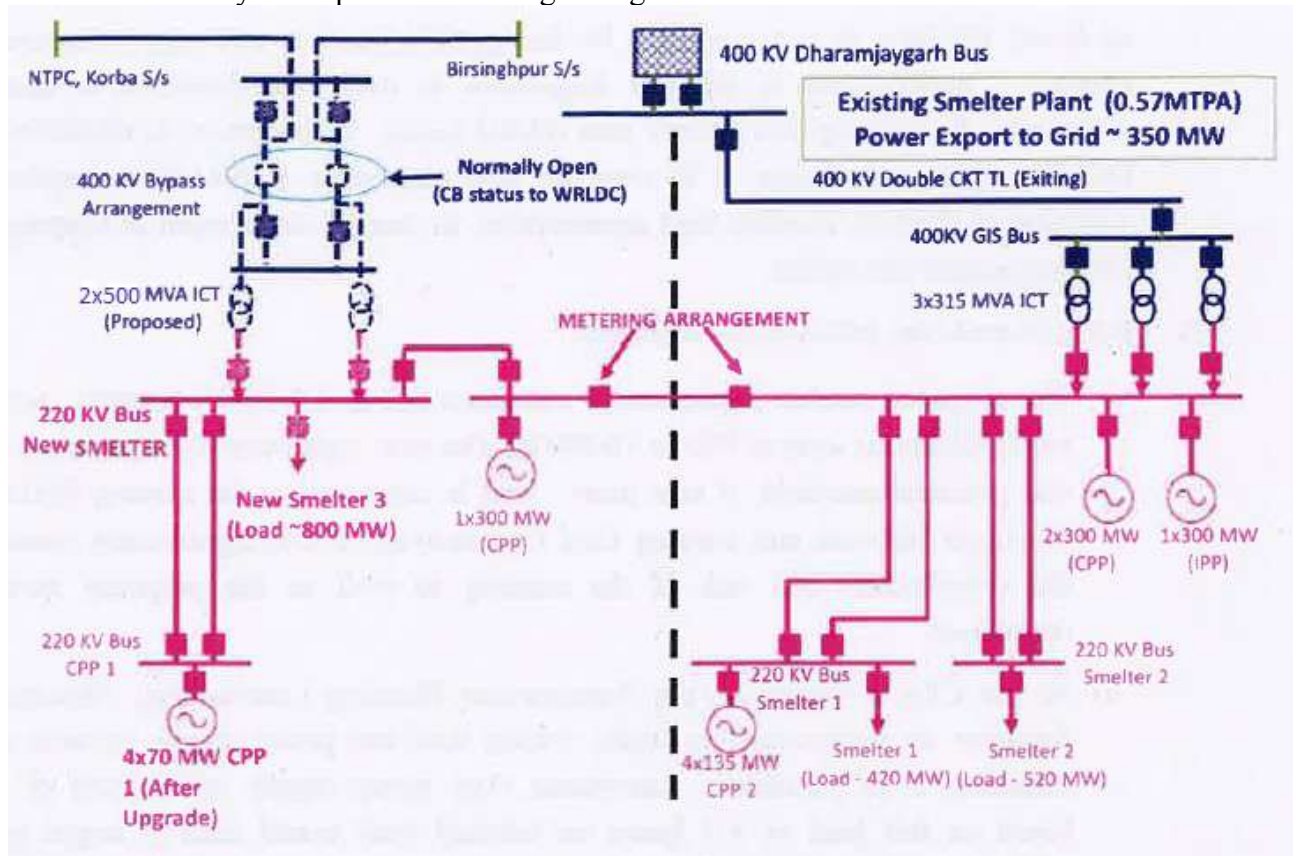 400 KV Dharamjaygarh Bus
NTPC, Korba S/s
Birsinghpur S/s
Existing Smelter Plant (0.57MTPA)
Power Export to Grid ~ 350 MW
Normally Open
(CB status to WRLDC)
400 KV Bypass
Arrangement
400 KV Double CKT TL (Exiting)
400KV GIS Bus
2x500 MVA ICT
(Proposed)
3x315 MVA ICT
METERING ARRANGEMENT
220 KV Bus
New SMELTER
New Smelter 3
(Load ~800 MW)
1x300 MW
(CPP)
2x300 MW
(CPP)
1x300 MW
(IPP)
220 KV Bus
CPP 1
220 KV Bus
Smelter 1
220 KV Bus
Smelter 2
4x70 MW CPP
1 (After
Upgrade)
4x135 MW
CPP 2
Smelter 1
(Load - 420 MW)
Smelter 2
(Load - 520 MW)